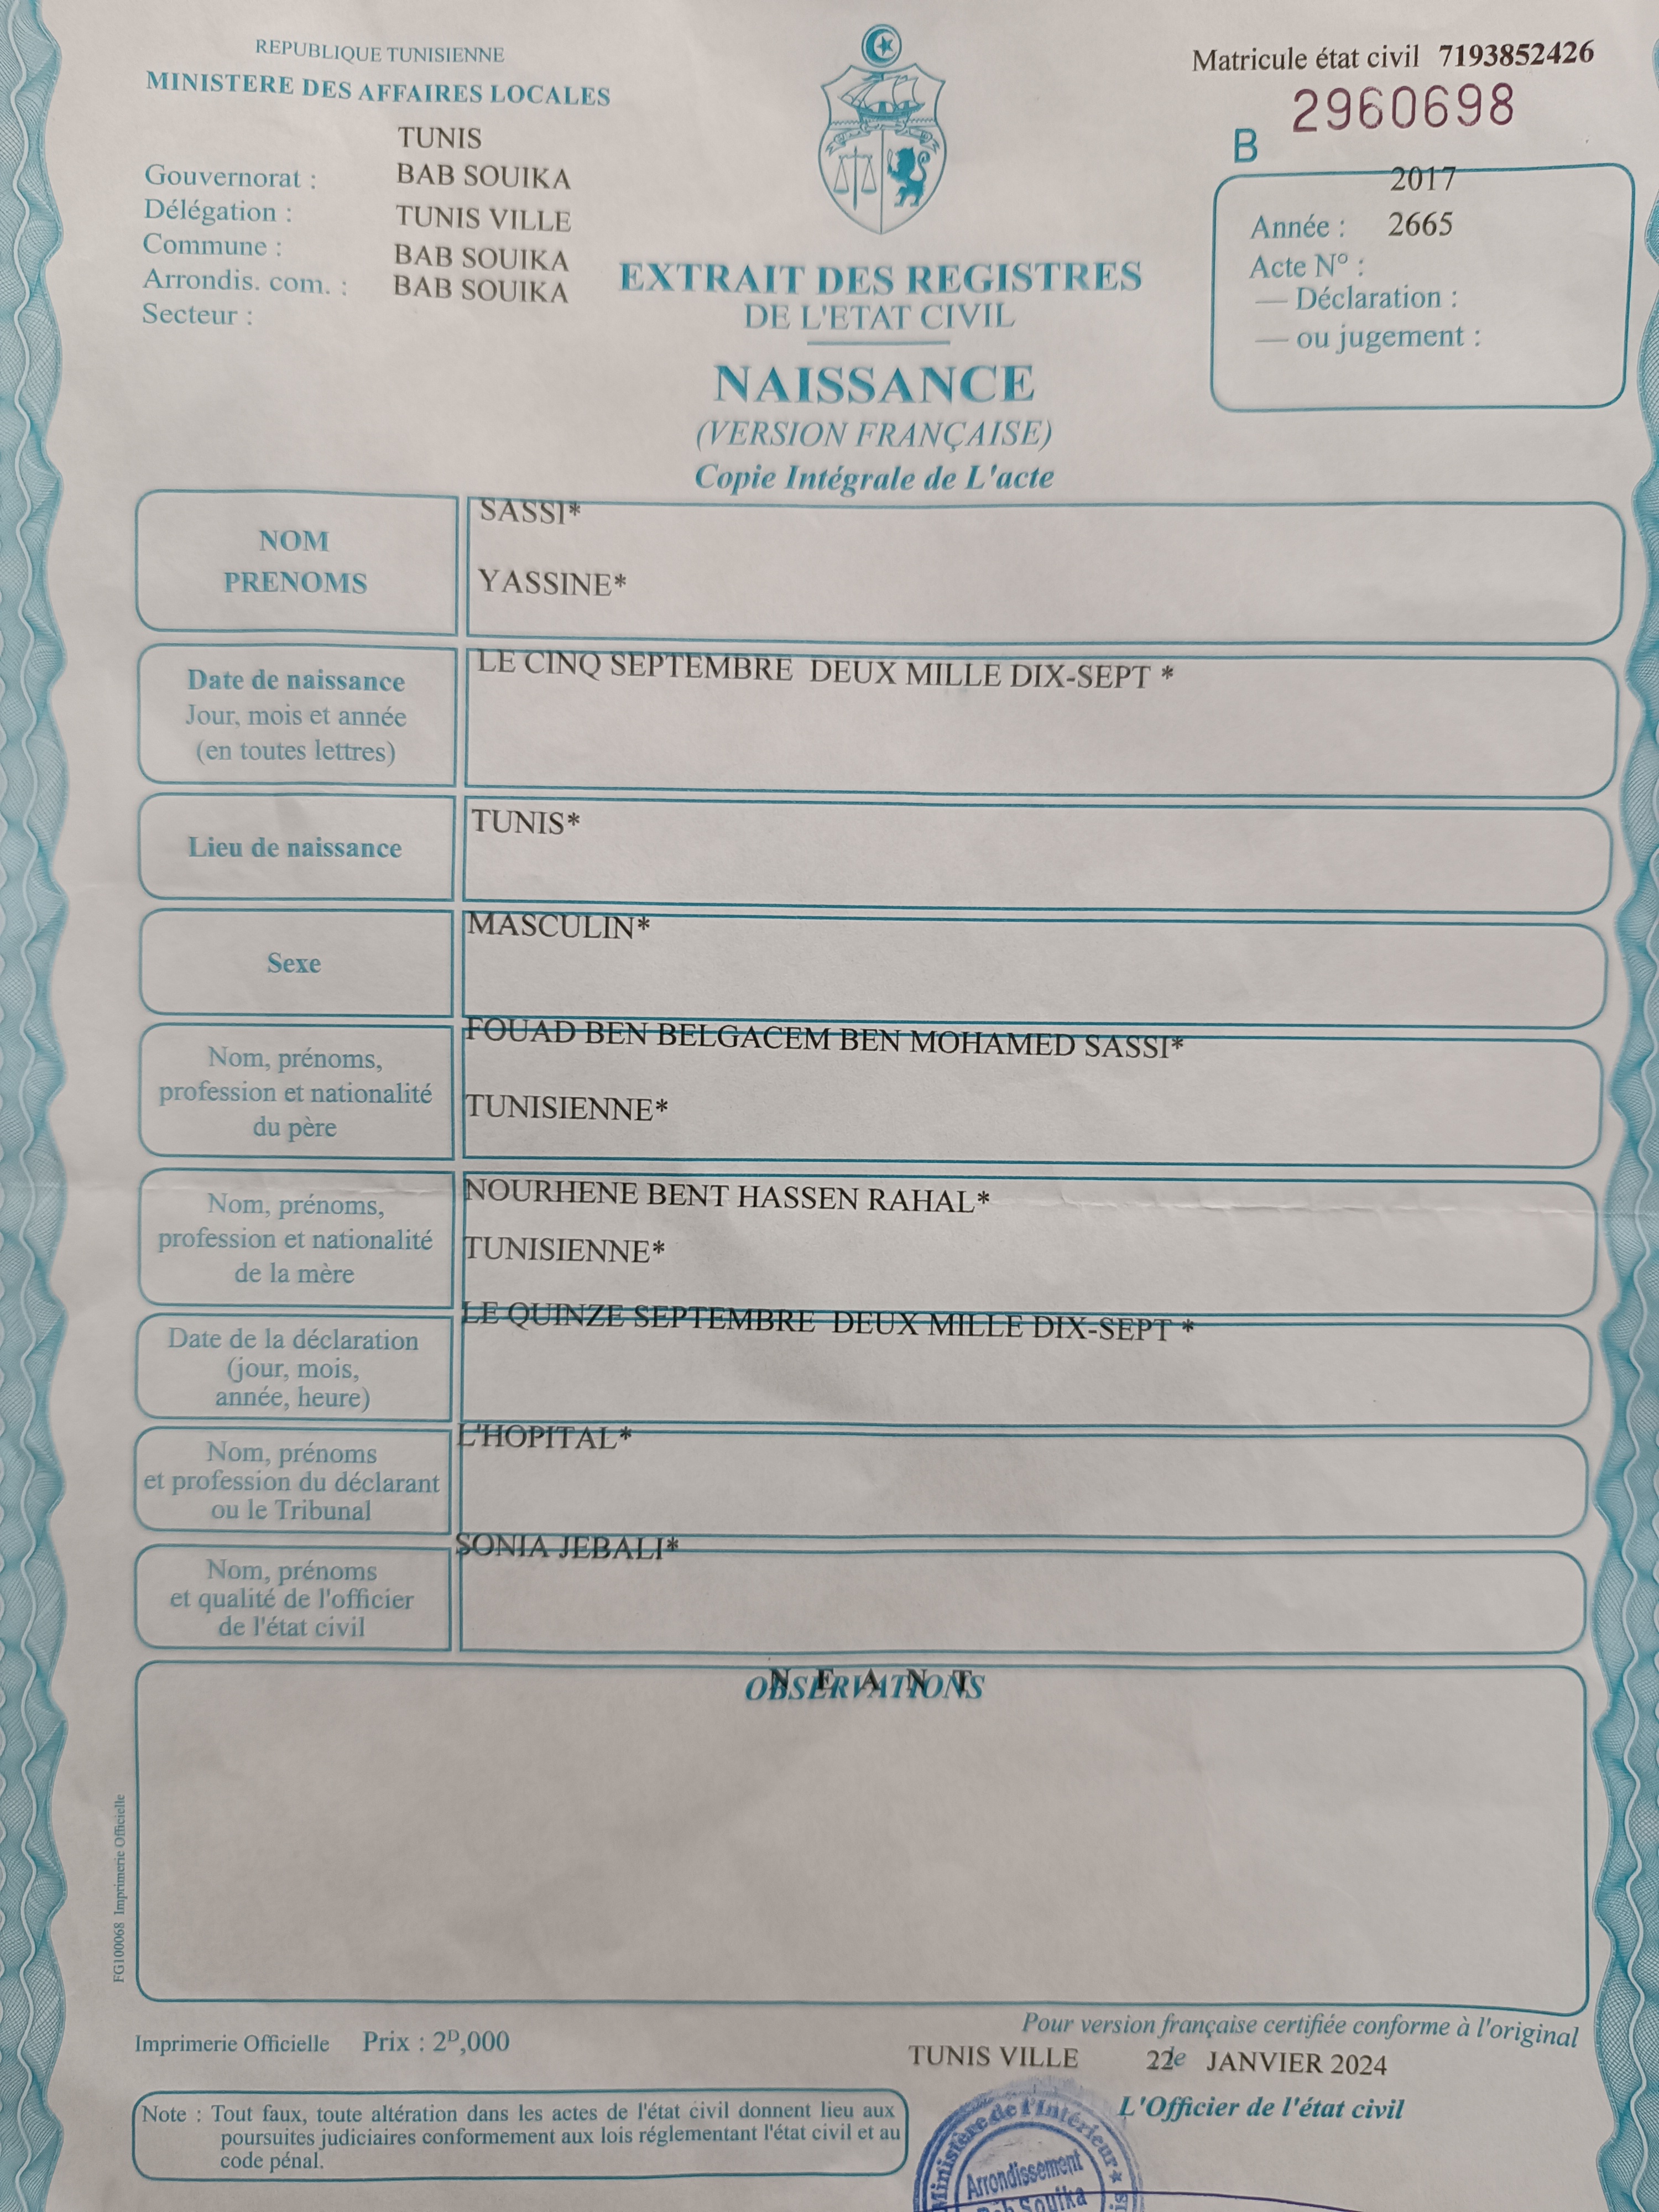 REPUBLIQUE TUNISIENNE
MINISTERE DES AFFAIRES LOCALES
TUNIS
Gouvernorat : BAB SOUIKA
Délégation : TUNIS VILLE
Commune : BAB SOUIKA
Arrondis. com. : BAB SOUIKA
Secteur :
Matricule état civil 7193852426
B 2960698
2017
Année : 2665
Acte N° :
— Déclaration :
— ou jugement :
EXTRAIT DES REGISTRES
DE L'ETAT CIVIL
NAISSANCE
(VERSION FRANÇAISE)
Copie Intégrale de L'acte
NOM
PRENOMS
SASSI*
YASSINE*
Date de naissance
Jour, mois et année
(en toutes lettres)
LE CINQ SEPTEMBRE DEUX MILLE DIX-SEPT *
Lieu de naissance
TUNIS*
Sexe
MASCULIN*
Nom, prénoms,
profession et nationalité
du père
FOUAD BEN BELGACEM BEN MOHAMED SASSI*
TUNISIENNE*
Nom, prénoms,
profession et nationalité
de la mère
NOURHENE BENT HASSEN RAHAL*
TUNISIENNE*
Date de la déclaration
(jour, mois,
année, heure)
LE QUINZE SEPTEMBRE DEUX MILLE DIX-SEPT *
Nom, prénoms
et profession du déclarant
ou le Tribunal
L'HOPITAL*
Nom, prénoms
et qualité de l'officier
de l'état civil
SONIA JEBALI*
OBSERVATIONS
N E A N T
FG100068 Imprimerie Officielle
Imprimerie Officielle Prix : 2D,000
Pour version française certifiée conforme à l'original
TUNIS VILLE le 22 JANVIER 2024
L'Officier de l'état civil
Note : Tout faux, toute altération dans les actes de l'état civil donnent lieu aux
poursuites judiciaires conformement aux lois réglementant l'état civil et au
code pénal.
Ministère de l'Intérieur
Arrondissement
Bab Souika